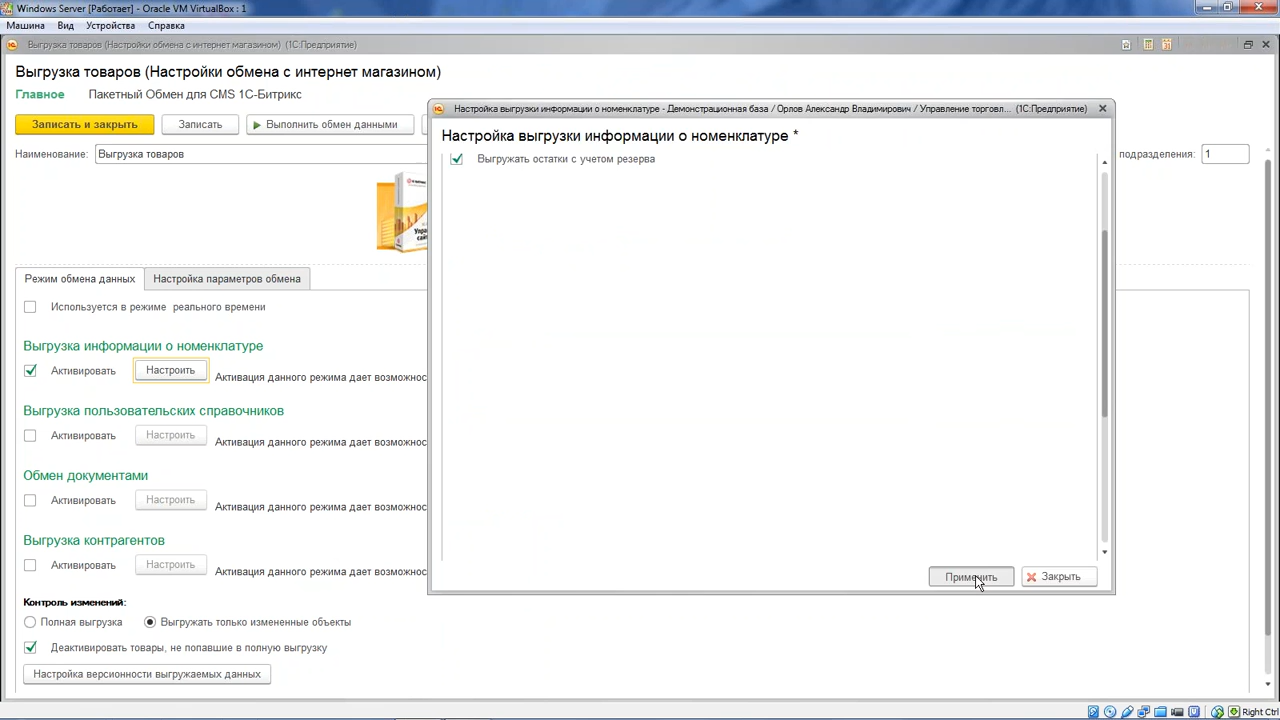 Windows Server [Работает] - Oracle VM VirtualBox : 1
Машина Вид Устройства Справка
Выгрузка товаров (Настройки обмена с интернет магазином) (1С:Предприятие)
Выгрузка товаров (Настройки обмена с интернет магазином)
Главное Пакетный Обмен для CMS 1С-Битрикс
Записать и закрыть Записать Выполнить обмен данными
Наименование: Выгрузка товаров подразделения: 1
Режим обмена данных Настройка параметров обмена
Используется в режиме реального времени
Выгрузка информации о номенклатуре
Активировать Настроить Активация данного режима дает возможнос
Выгрузка пользовательских справочников
Активировать Настроить Активация данного режима дает возможнос
Обмен документами
Активировать Настроить Активация данного режима дает возможнос
Выгрузка контрагентов
Активировать Настроить Активация данного режима дает возможнос
Контроль изменений:
Полная выгрузка Выгружать только измененные объекты
Деактивировать товары, не попавшие в полную выгрузку
Настройка версионности выгружаемых данных
Настройка выгрузки информации о номенклатуре - Демонстрационная база / Орлов Александр Владимирович / Управление торговл... (1С:Предприятие)
Настройка выгрузки информации о номенклатуре *
Выгружать остатки с учетом резерва
Применить Закрыть
Right Ctrl